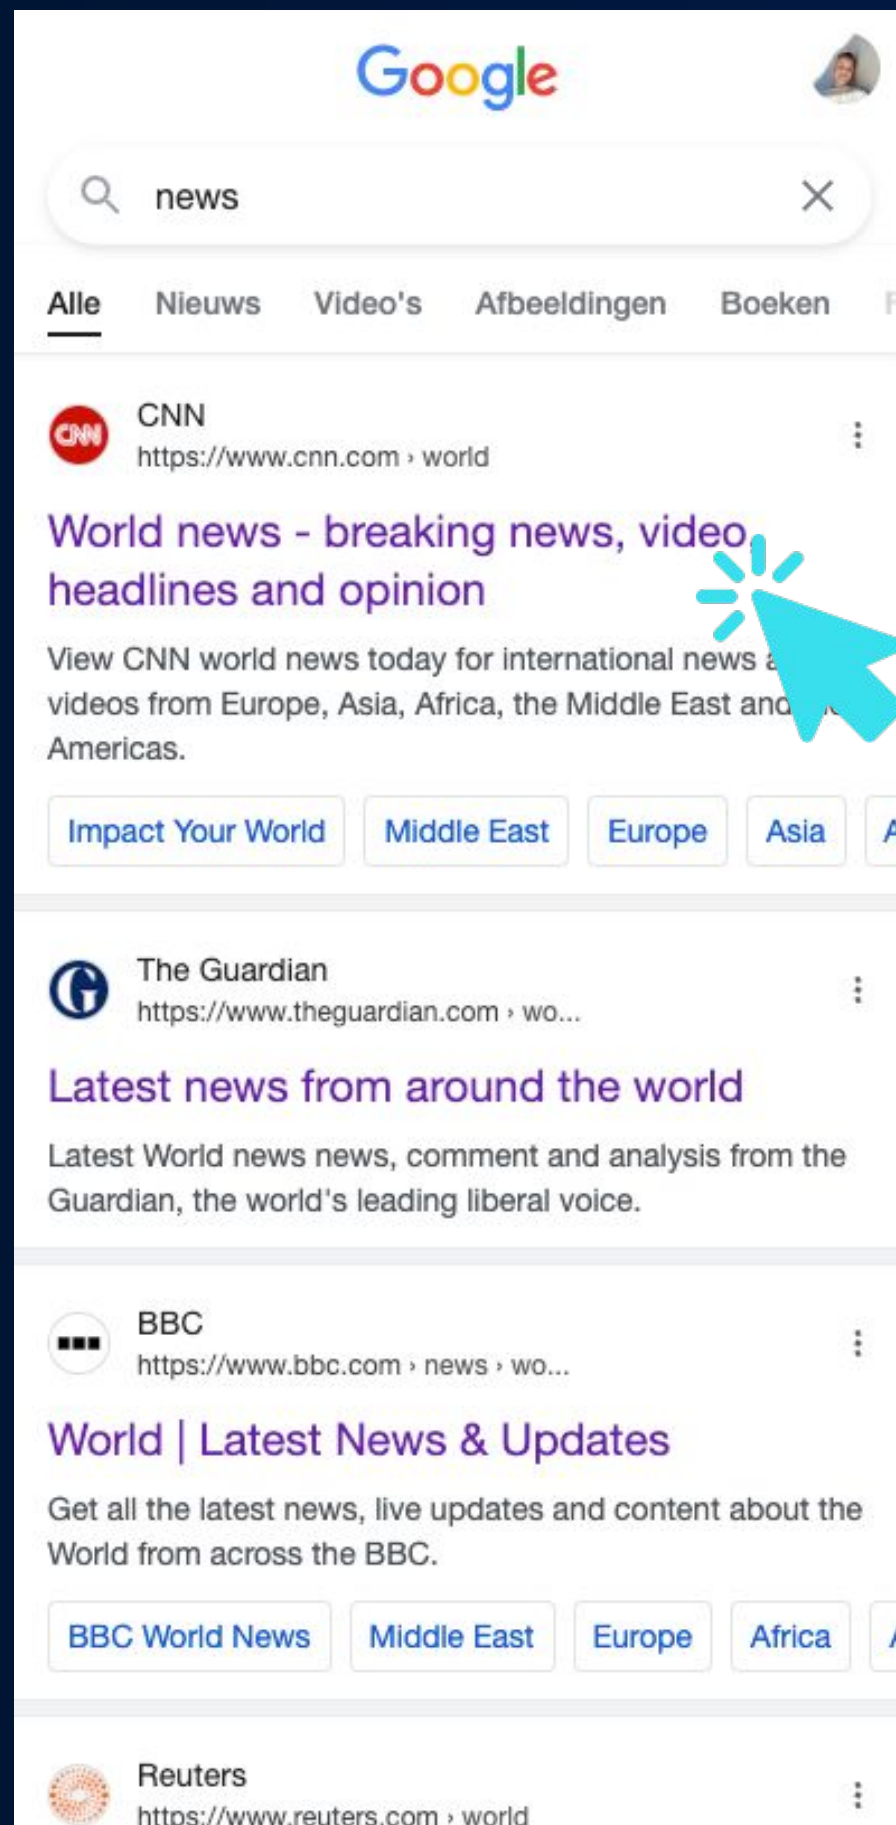 Google
news
Alle Nieuws Video's Afbeeldingen Boeken
CNN
CNN
https://www.cnn.com › world
World news - breaking news, video,
headlines and opinion
View CNN world news today for international news
videos from Europe, Asia, Africa, the Middle East and
Americas.
Impact Your World Middle East Europe Asia
The Guardian
https://www.theguardian.com › wo...
Latest news from around the world
Latest World news news, comment and analysis from the
Guardian, the world's leading liberal voice.
BBC
https://www.bbc.com › news › wo...
World | Latest News & Updates
Get all the latest news, live updates and content about the
World from across the BBC.
BBC World News Middle East Europe Africa
Reuters
https://www.reuters.com › world